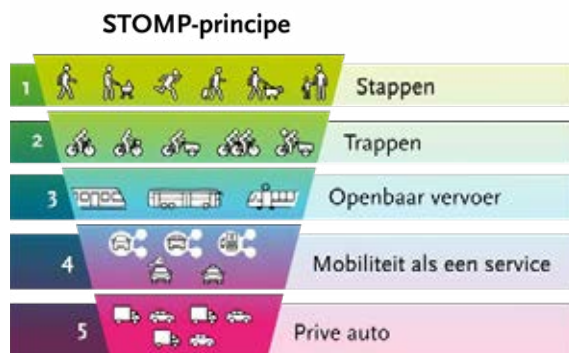 STOMP-principe
1 Stappen
2 Trappen
3 Openbaar vervoer
4 Mobiliteit als een service
5 Prive auto